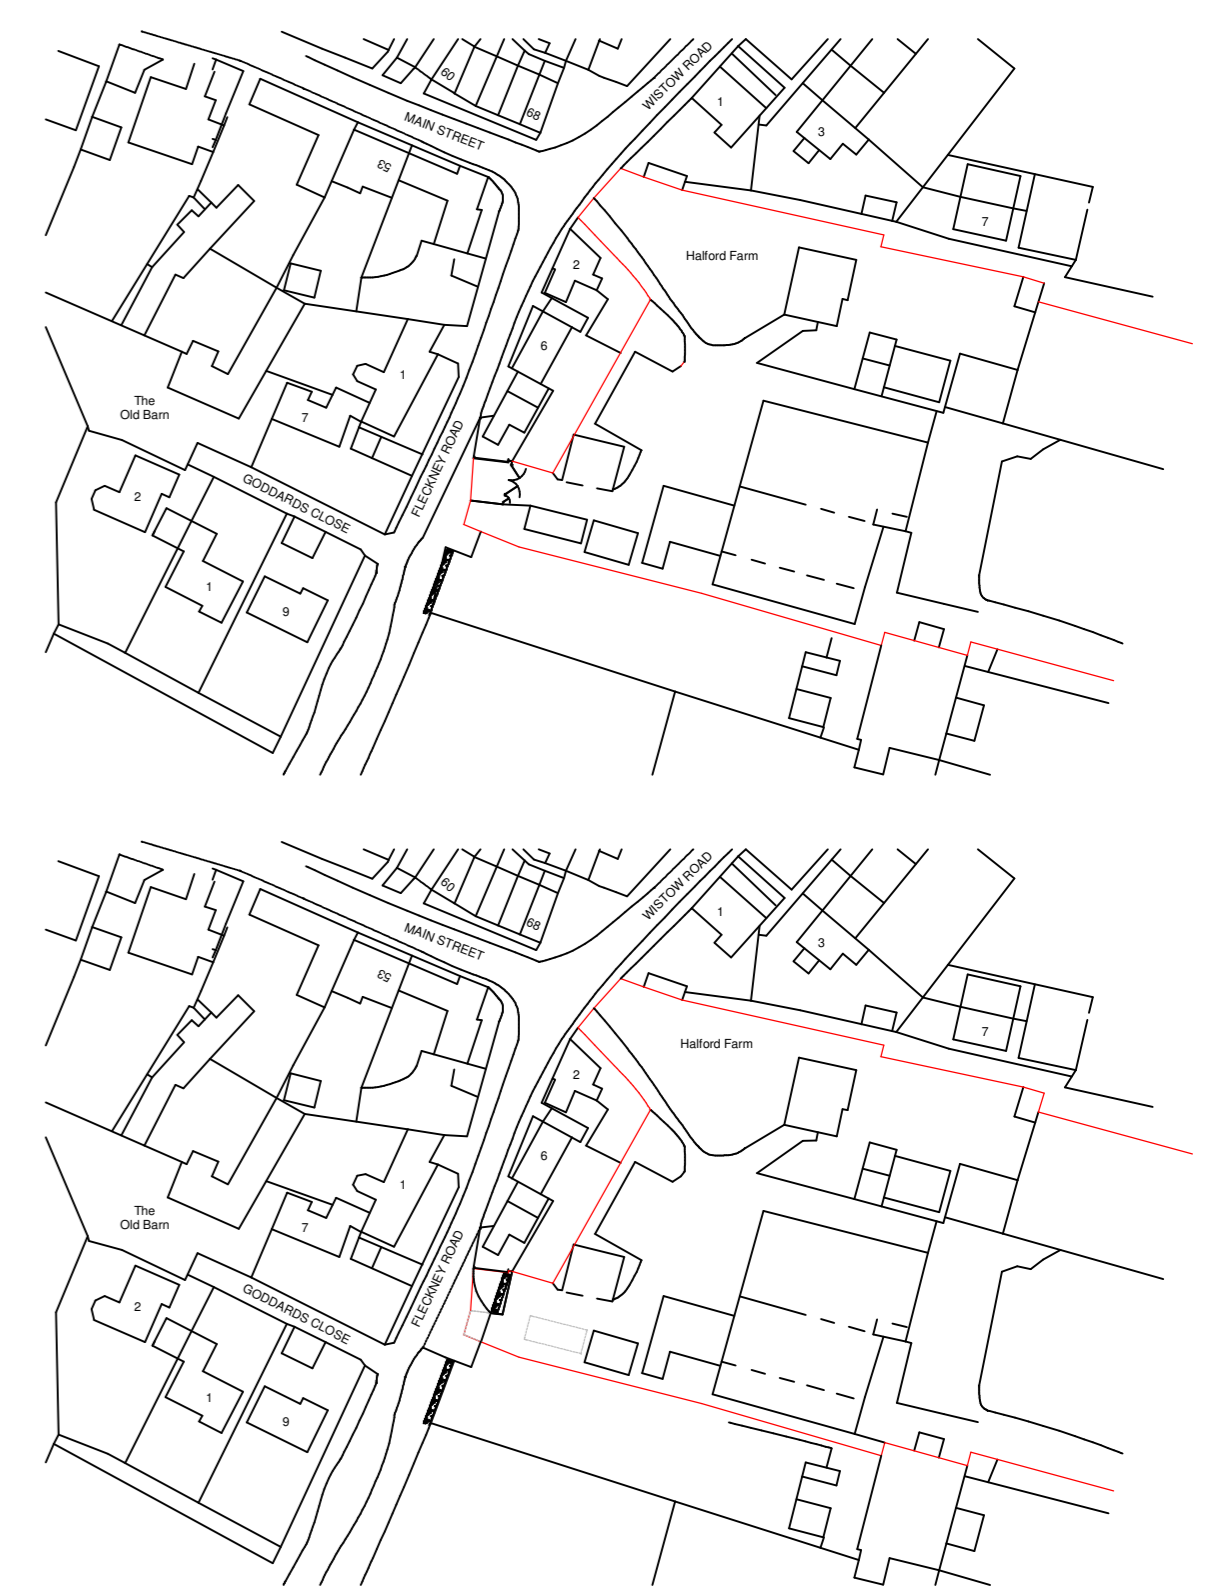 60
68
MAIN STREET
WISTOW ROAD
1
3
53
7
2
Halford Farm
6
1
The
Old Barn
7
FLECKNEY ROAD
2
GODDARDS CLOSE
1
9
60
68
MAIN STREET
WISTOW ROAD
1
3
53
7
2
Halford Farm
6
1
The
Old Barn
7
FLECKNEY ROAD
2
GODDARDS CLOSE
1
9